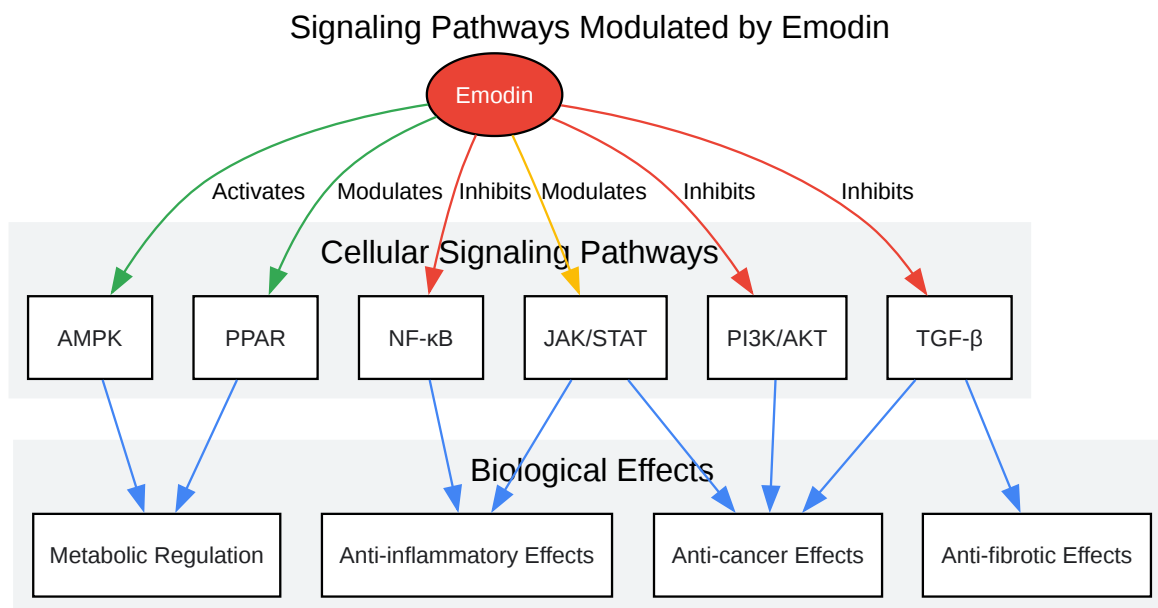 Signaling Pathways Modulated by Emodin
Emodin
Activates
Modulates
Inhibits
Modulates
Inhibits
Inhibits
Cellular Signaling Pathways
AMPK
PPAR
NF-κB
JAK/STAT
PI3K/AKT
TGF-β
Biological Effects
Metabolic Regulation
Anti-inflammatory Effects
Anti-cancer Effects
Anti-fibrotic Effects